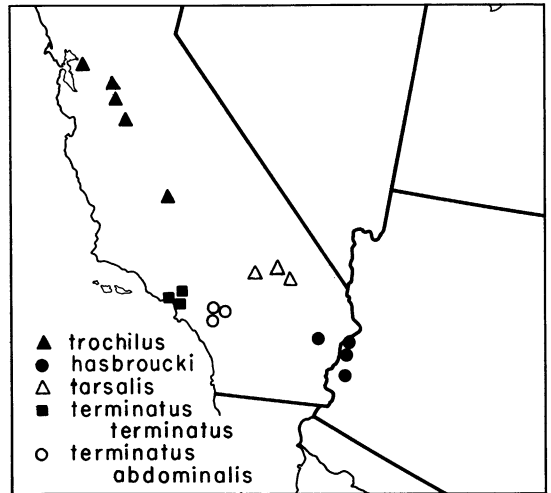 trochilus
hasbroucki
tarsalis
terminatus
terminatus
terminatus
abdominalis